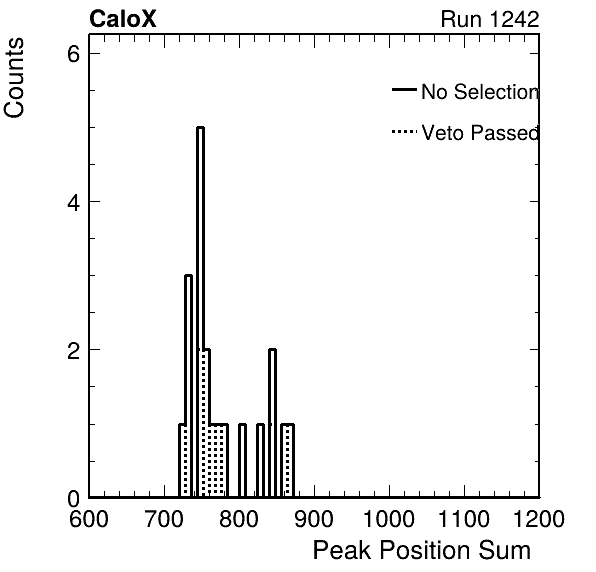 CaloX Run 1242
Counts
6
No Selection
Veto Passed
4
2
0
600 700 800 900 1000 1100 1200
Peak Position Sum